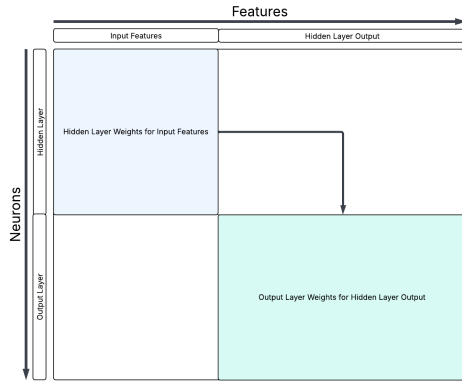 Features
Input Features
Hidden Layer Output
Neurons
Hidden Layer
Hidden Layer Weights for Input Features
Output Layer
Output Layer Weights for Hidden Layer Output